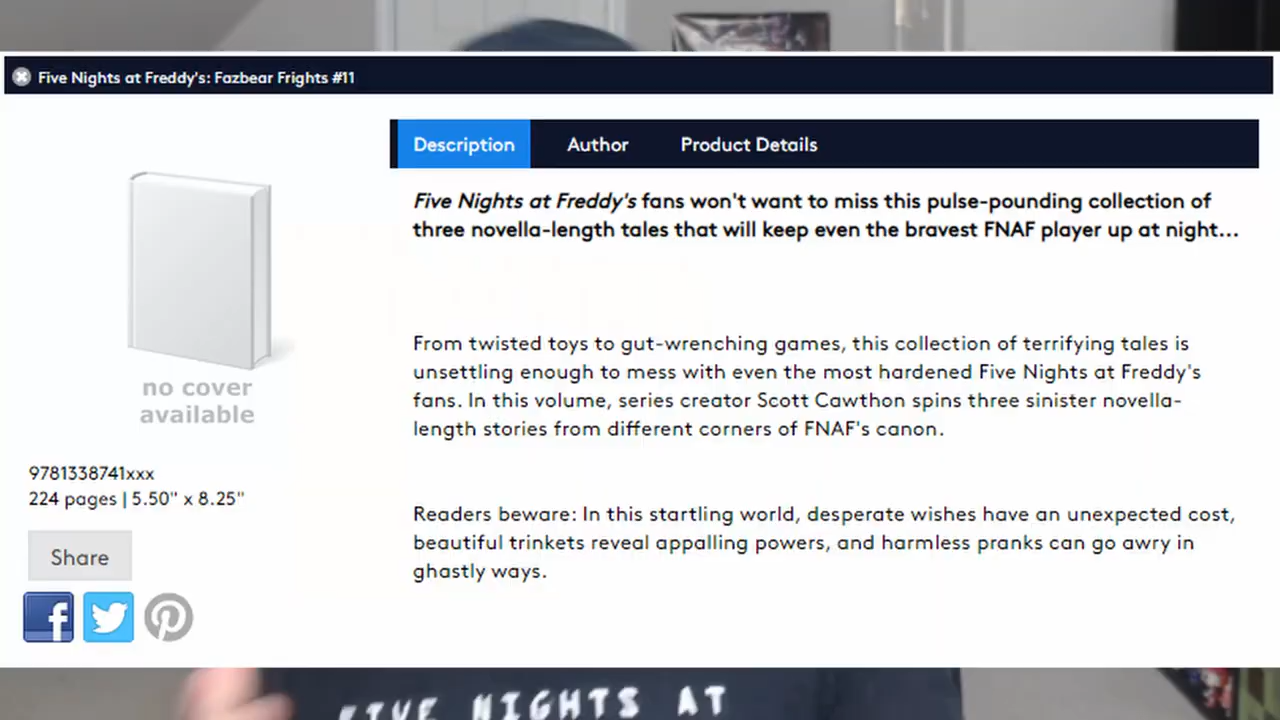 Five Nights at Freddy's: Fazbear Frights #11
Description
Author
Product Details
Five Nights at Freddy's fans won't want to miss this pulse-pounding collection of
three novella-length tales that will keep even the bravest FNAF player up at night...
no cover
available
From twisted toys to gut-wrenching games, this collection of terrifying tales is
unsettling enough to mess with even the most hardened Five Nights at Freddy's
fans. In this volume, series creator Scott Cawthon spins three sinister novella-
length stories from different corners of FNAF's canon.
9781338741xxx
224 pages | 5.50" x 8.25"
Readers beware: In this startling world, desperate wishes have an unexpected cost,
beautiful trinkets reveal appalling powers, and harmless pranks can go awry in
ghastly ways.
Share
FIVE NIGHTS AT